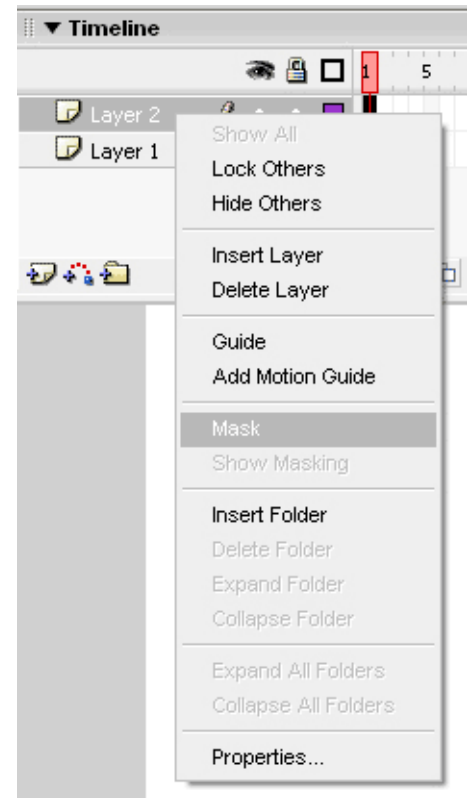 Timeline
1 5
Layer 2
Layer 1
Show All
Lock Others
Hide Others
Insert Layer
Delete Layer
Guide
Add Motion Guide
Mask
Show Masking
Insert Folder
Delete Folder
Expand Folder
Collapse Folder
Expand All Folders
Collapse All Folders
Properties...